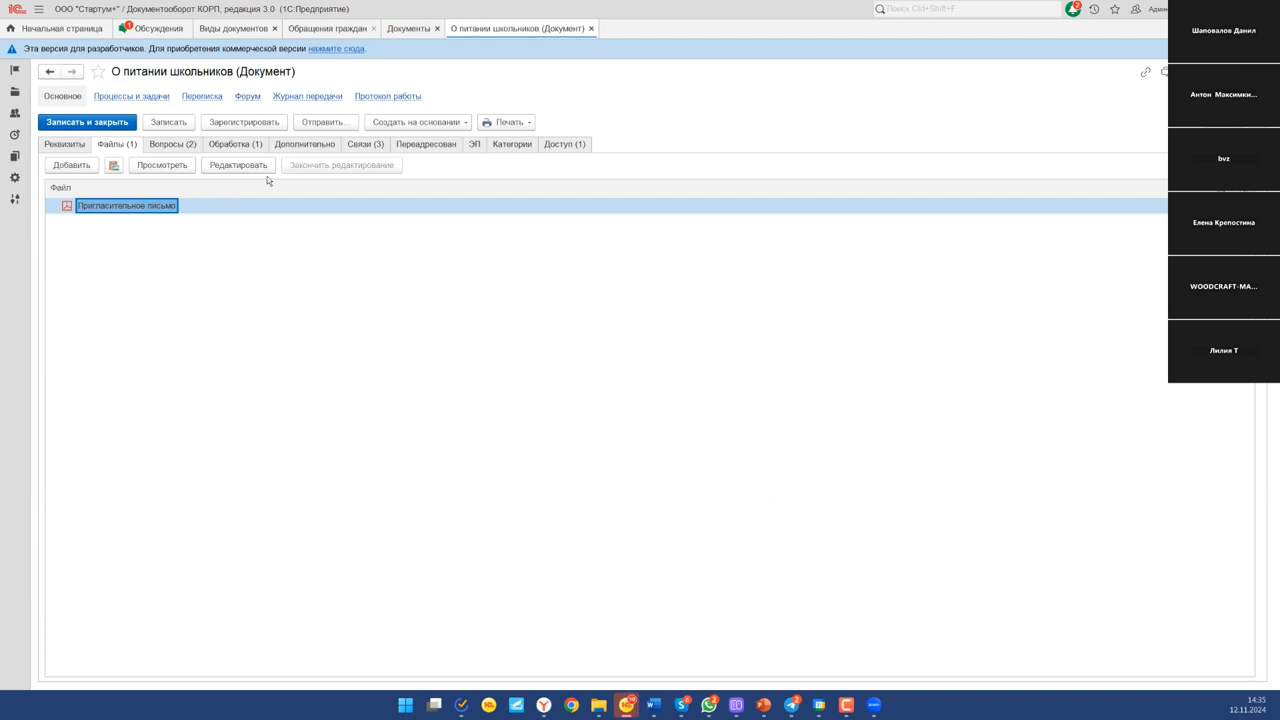 ООО "Стартум+" / Документооборот КОРП, редакция 3.0 (1С:Предприятие)
Поиск Ctrl+Shift+F
2
Админ
Начальная страница
1
Обсуждения
Виды документов ×
Обращения граждан ×
Документы ×
О питании школьников (Документ) ×
Эта версия для разработчиков. Для приобретения коммерческой версии нажмите сюда.
О питании школьников (Документ)
Основное
Процессы и задачи
Переписка
Форум
Журнал передачи
Протокол работы
Записать и закрыть
Записать
Зарегистрировать
Отправить...
Создать на основании
Печать
Реквизиты
Файлы (1)
Вопросы (2)
Обработка (1)
Дополнительно
Связи (3)
Переадресован
ЭП
Категории
Доступ (1)
Добавить
Просмотреть
Редактировать
Закончить редактирование
Файл
Пригласительное письмо
Шаповалов Данил
Антон Максимки...
bvz
Елена Крепостина
WOODCRAFT-MA...
Лилия Т
14:35
12.11.2024